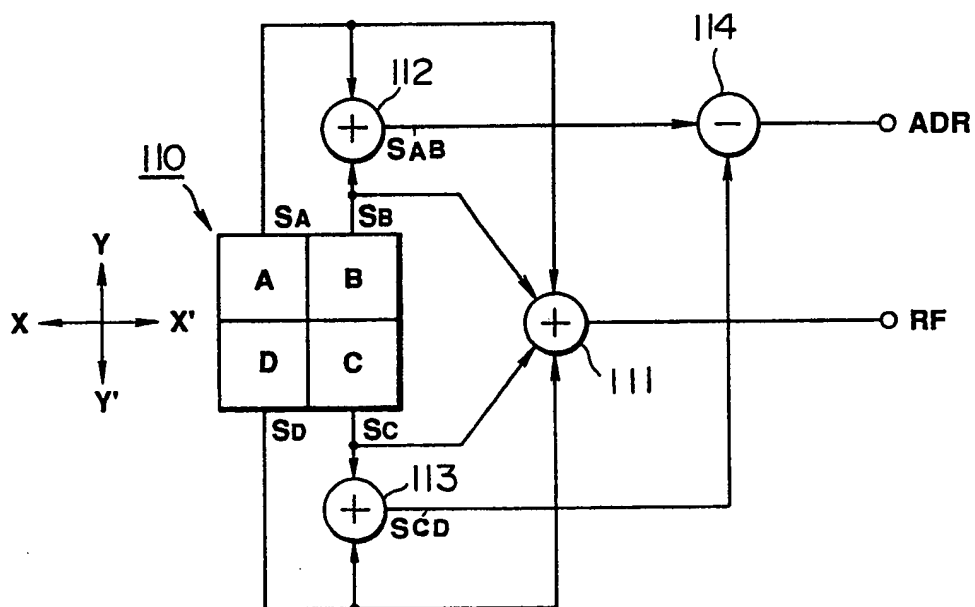 114
112
+
−
ADR
SAB
110
SA
SB
Y
A
B
X
X'
+
RF
D
C
111
Y'
SD
SC
113
+
SCD